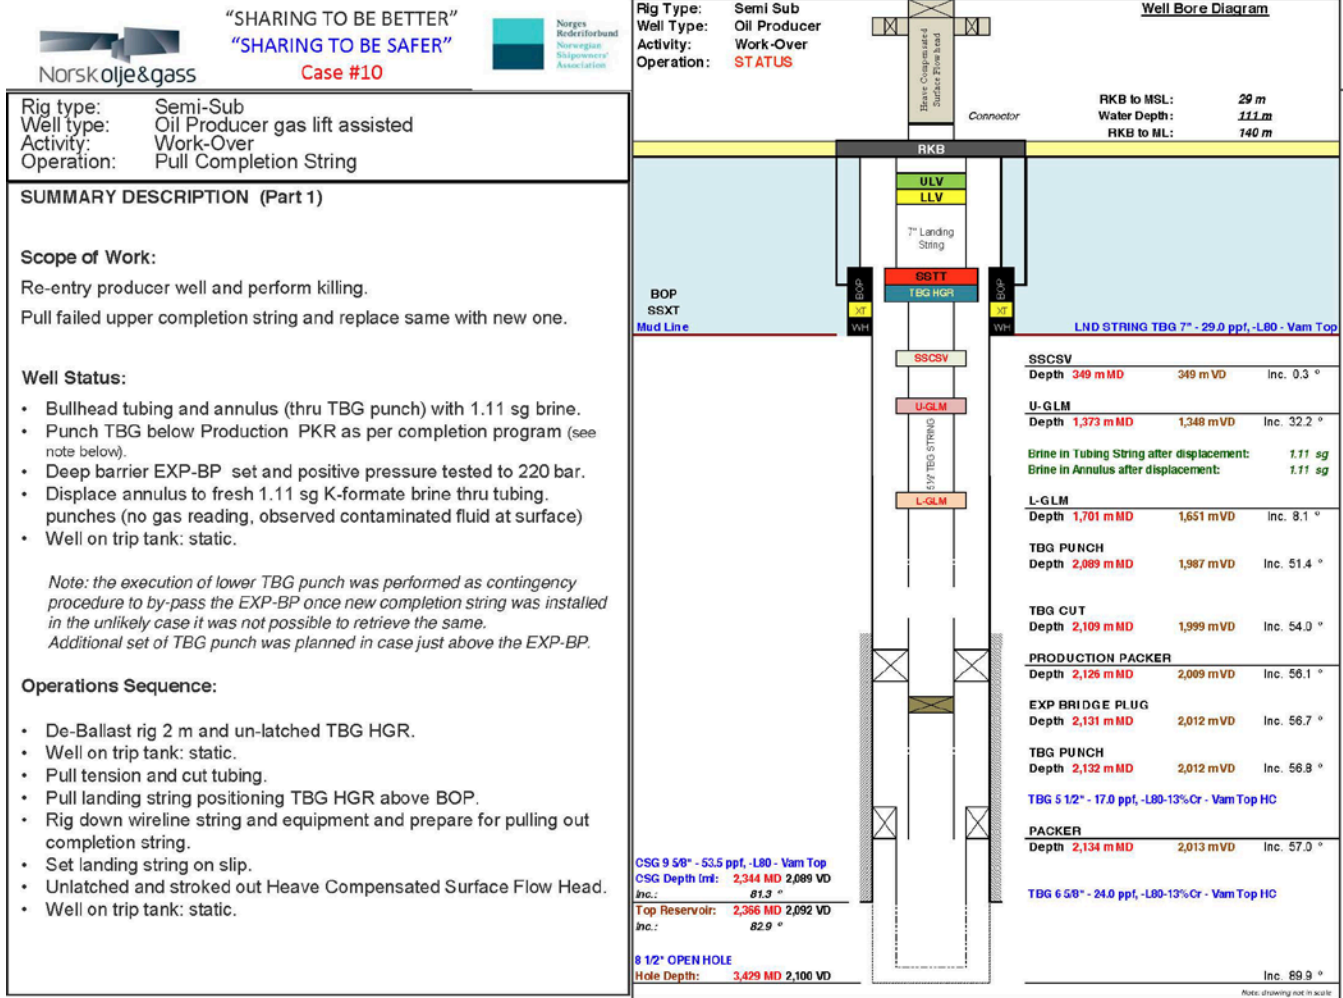 “SHARING TO BE BETTER”
“SHARING TO BE SAFER”
Case #10
Norskolje&gass
Norges
Rederiforbund
Norwegian
Shipowners'
Association
Rig type: Semi-Sub
Well type: Oil Producer gas lift assisted
Activity: Work-Over
Operation: Pull Completion String
SUMMARY DESCRIPTION (Part 1)
Scope of Work:
Re-entry producer well and perform killing.
Pull failed upper completion string and replace same with new one.
Well Status:
• Bullhead tubing and annulus (thru TBG punch) with 1.11 sg brine.
• Punch TBG below Production PKR as per completion program (see
note below).
• Deep barrier EXP-BP set and positive pressure tested to 220 bar.
• Displace annulus to fresh 1.11 sg K-formate brine thru tubing.
punches (no gas reading, observed contaminated fluid at surface)
• Well on trip tank: static.
Note: the execution of lower TBG punch was performed as contingency
procedure to by-pass the EXP-BP once new completion string was installed
in the unlikely case it was not possible to retrieve the same.
Additional set of TBG punch was planned in case just above the EXP-BP.
Operations Sequence:
• De-Ballast rig 2 m and un-latched TBG HGR.
• Well on trip tank: static.
• Pull tension and cut tubing.
• Pull landing string positioning TBG HGR above BOP.
• Rig down wireline string and equipment and prepare for pulling out
completion string.
• Set landing string on slip.
• Unlatched and stroked out Heave Compensated Surface Flow Head.
• Well on trip tank: static.
Rig Type: Semi Sub
Well Type: Oil Producer
Activity: Work-Over
Operation: STATUS
Well Bore Diagram
Heave Compensated
Surface Flow head
Connector
RKB to MSL: 29 m
Water Depth: 111 m
RKB to ML: 140 m
RKB
ULV
LLV
7" Landing
String
SSTT
TBG HGR
BOP
BOP
XT
XT
WH
WH
BOP
SSXT
Mud Line
LND STRING TBG 7" - 29.0 ppf, -L80 - Vam Top
SSCSV
SSCSV
Depth 349 m MD 349 m VD Inc. 0.3 °
U-GLM
U-GLM
Depth 1,373 m MD 1,348 m VD Inc. 32.2 °
5 1/2" TBG STRING
Brine in Tubing String after displacement: 1.11 sg
Brine in Annulus after displacement: 1.11 sg
L-GLM
L-GLM
Depth 1,701 m MD 1,651 m VD Inc. 8.1 °
TBG PUNCH
Depth 2,089 m MD 1,987 m VD Inc. 51.4 °
TBG CUT
Depth 2,109 m MD 1,999 m VD Inc. 54.0 °
PRODUCTION PACKER
Depth 2,126 m MD 2,009 m VD Inc. 56.1 °
EXP BRIDGE PLUG
Depth 2,131 m MD 2,012 m VD Inc. 56.7 °
TBG PUNCH
Depth 2,132 m MD 2,012 m VD Inc. 56.8 °
TBG 5 1/2" - 17.0 ppf, -L80-13%Cr - Vam Top HC
PACKER
Depth 2,134 m MD 2,013 m VD Inc. 57.0 °
TBG 6 5/8" - 24.0 ppf, -L80-13%Cr - Vam Top HC
CSG 9 5/8" - 53.5 ppf, -L80 - Vam Top
CSG Depth [m]: 2,344 MD 2,089 VD
Inc.: 81.3 °
Top Reservoir: 2,366 MD 2,092 VD
Inc.: 82.9 °
8 1/2" OPEN HOLE
Hole Depth: 3,429 MD 2,100 VD
Inc. 89.9 °
Note: drawing not in scale